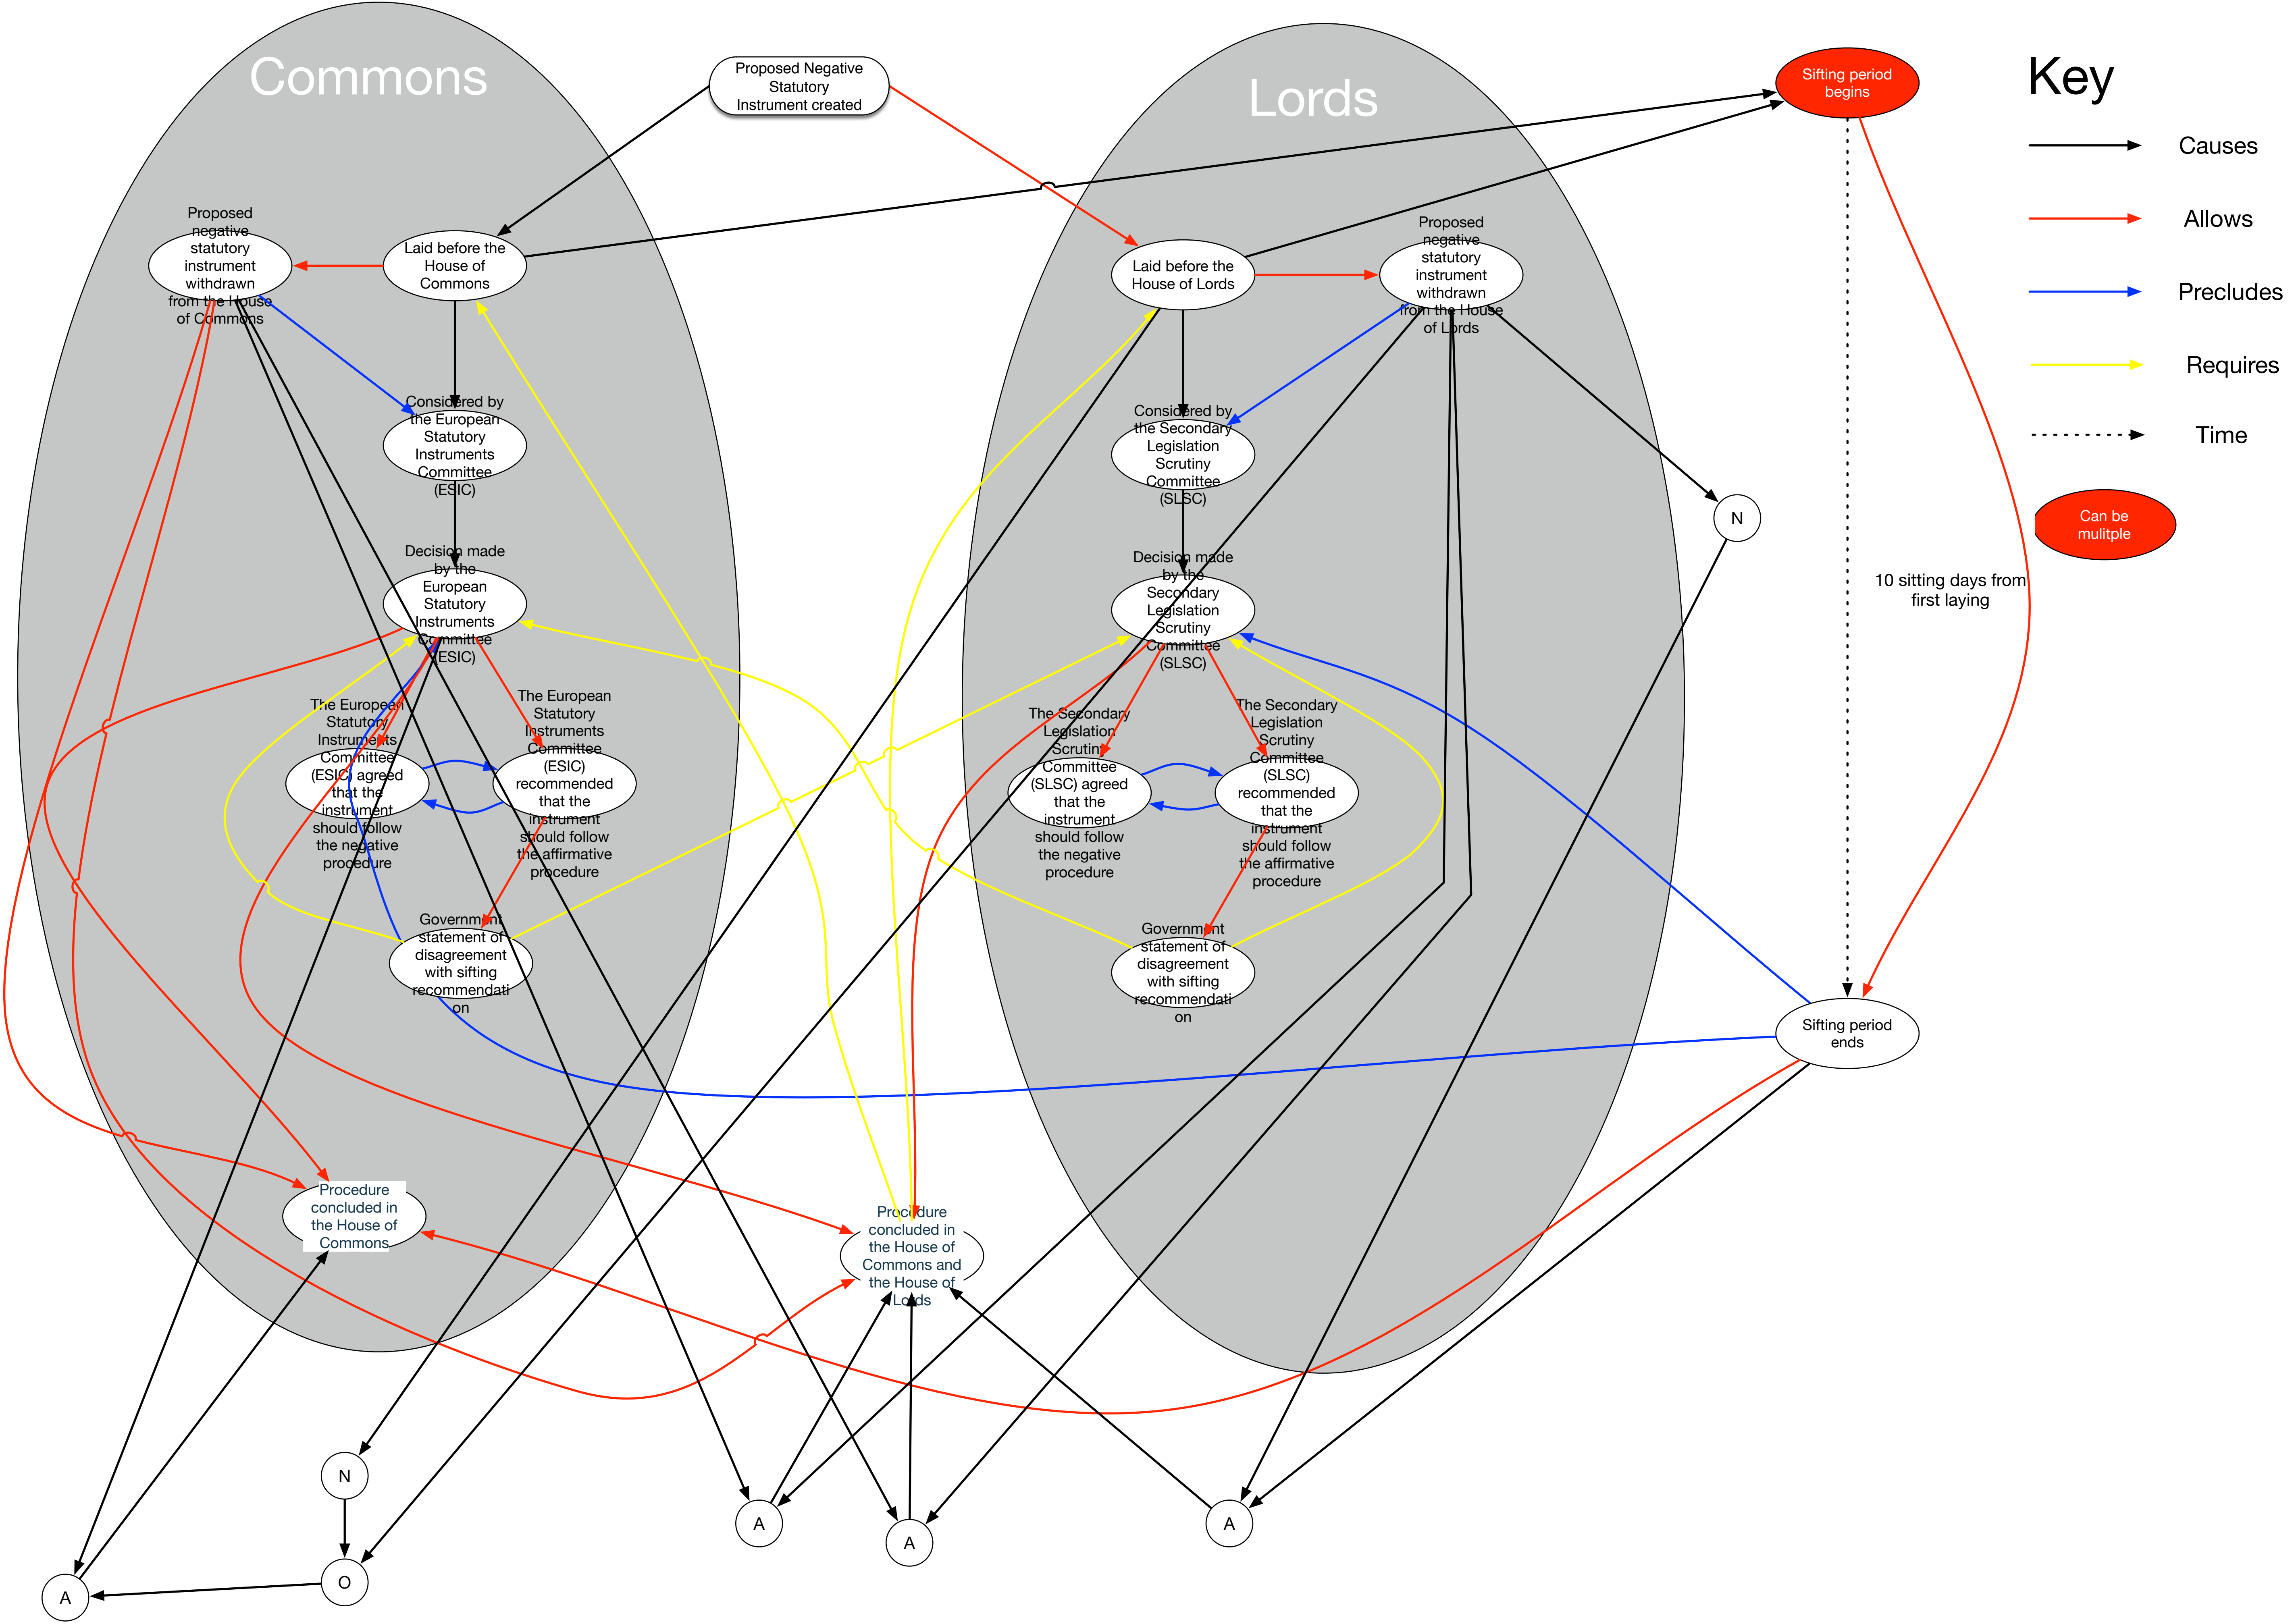 Commons
Proposed Negative
Statutory
Instrument created
Lords
Sifting period
begins
Key
Causes
Allows
Precludes
Requires
Time
Can be
mulitple
Proposed
negative
statutory
instrument
withdrawn
from the House
of Commons
Laid before the
House of
Commons
Laid before the
House of Lords
Proposed
negative
statutory
instrument
withdrawn
from the House
of Lords
Considered by
the European
Statutory
Instruments
Committee
(ESIC)
Considered by
the Secondary
Legislation
Scrutiny
Committee
(SLSC)
N
Decision made
by the
European
Statutory
Instruments
Committee
(ESIC)
Decision made
by the
Secondary
Legislation
Scrutiny
Committee
(SLSC)
10 sitting days from
first laying
The European
Statutory
Instruments
Committee
(ESIC) agreed
that the
instrument
should follow
the negative
procedure
The European
Statutory
Instruments
Committee
(ESIC)
recommended
that the
instrument
should follow
the affirmative
procedure
The Secondary
Legislation
Scrutiny
Committee
(SLSC) agreed
that the
instrument
should follow
the negative
procedure
The Secondary
Legislation
Scrutiny
Committee
(SLSC)
recommended
that the
instrument
should follow
the affirmative
procedure
Government
statement of
disagreement
with sifting
recommendati
on
Government
statement of
disagreement
with sifting
recommendati
on
Sifting period
ends
Procedure
concluded in
the House of
Commons
Procedure
concluded in
the House of
Commons and
the House of
Lords
N
A
A
A
O
A